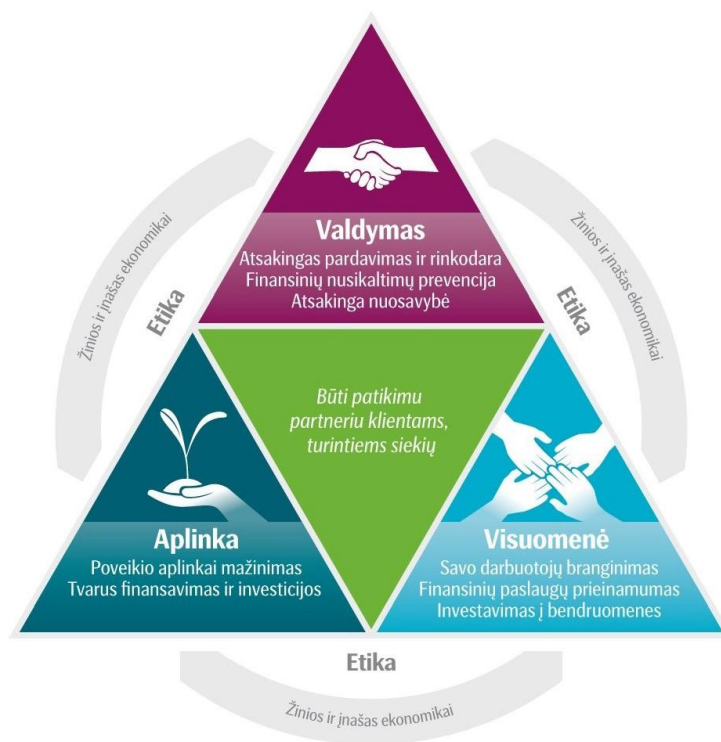 Valdymas
Atsakingas pardavimas ir rinkodara
Finansinių nusikaltimų prevencija
Atsakinga nuosavybė
Žinios ir įnašas ekonomikai
Etika
Žinios ir įnašas ekonomikai
Etika
Būti patikimu
partneriu klientams,
turintiems siekių
Aplinka
Poveikio aplinkai mažinimas
Tvarus finansavimas ir investicijos
Visuomenė
Savo darbuotojų branginimas
Finansinių paslaugų prieinamumas
Investavimas į bendruomenes
Etika
Žinios ir įnašas ekonomikai